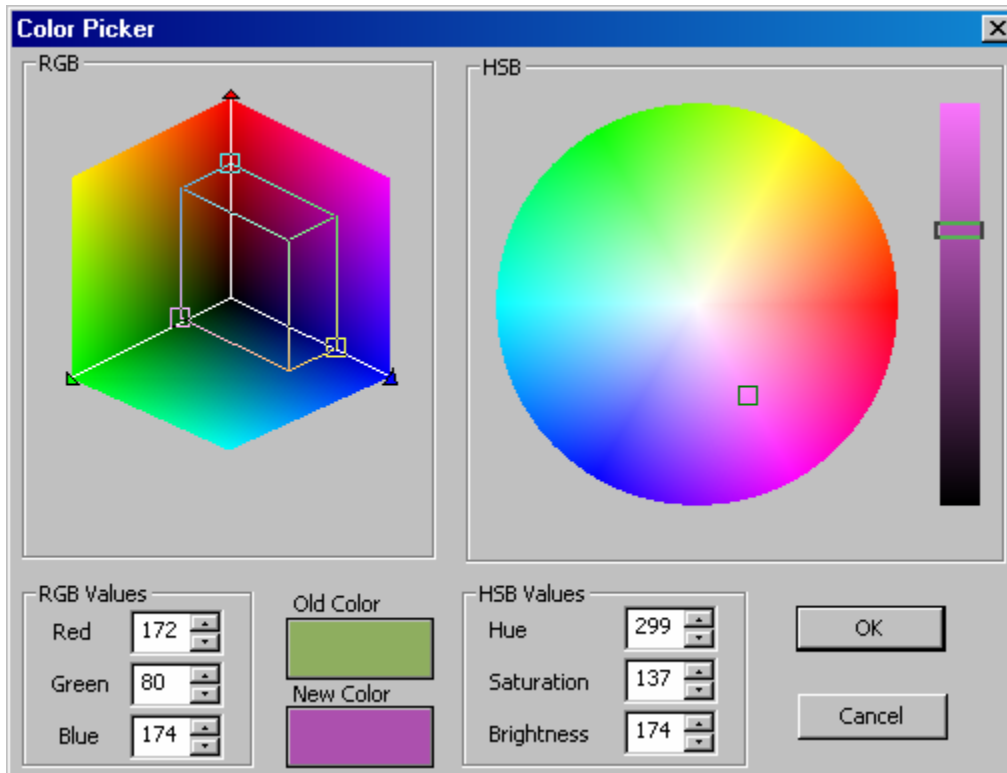 Color Picker
RGB
HSB
RGB Values
Red 172
Green 80
Blue 174
Old Color
New Color
HSB Values
Hue 299
Saturation 137
Brightness 174
OK
Cancel